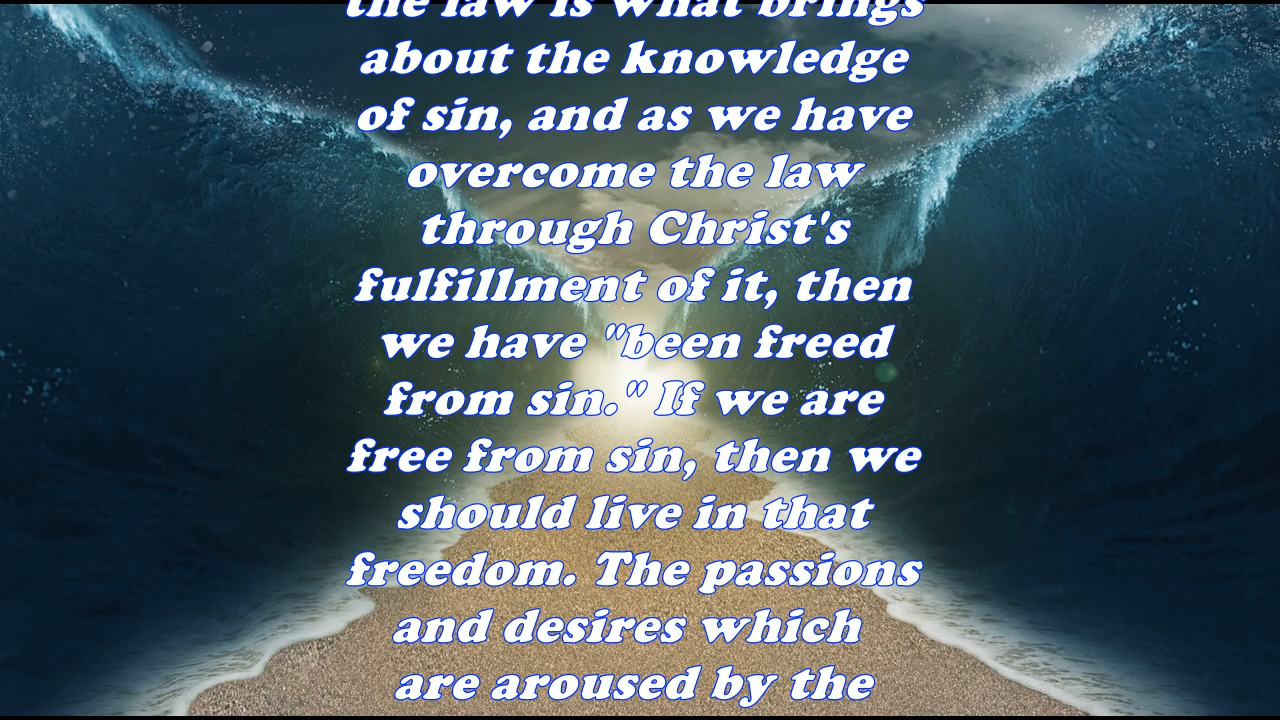 the law is what brings
about the knowledge
of sin, and as we have
overcome the law
through Christ's
fulfillment of it, then
we have "been freed
from sin." If we are
free from sin, then we
should live in that
freedom. The passions
and desires which
are aroused by the